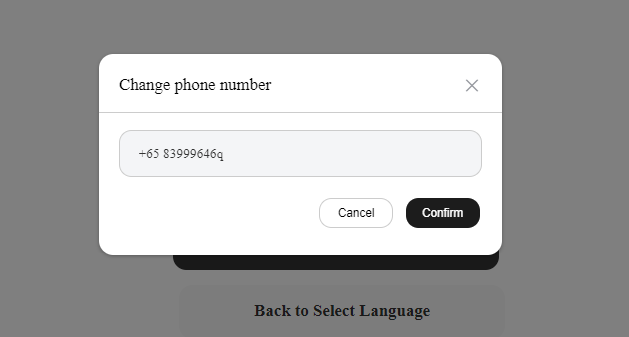 Change phone number
+65 83999646q
Cancel
Confirm
Back to Select Language